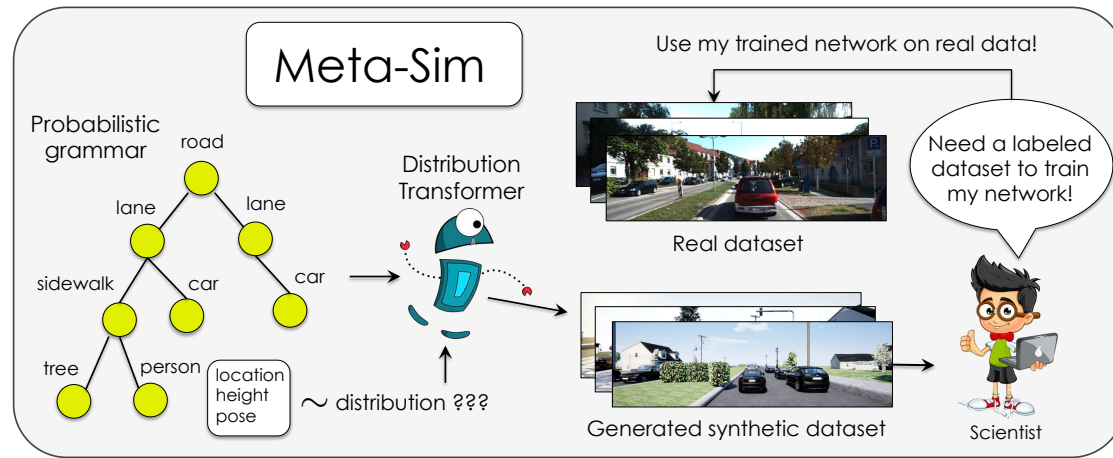 Meta-Sim
Use my trained network on real data!
Probabilistic
grammar
road
lane
lane
sidewalk
car
car
tree
person
location
height
pose
~ distribution ???
Distribution
Transformer
Real dataset
Generated synthetic dataset
Need a labeled
dataset to train
my network!
Scientist